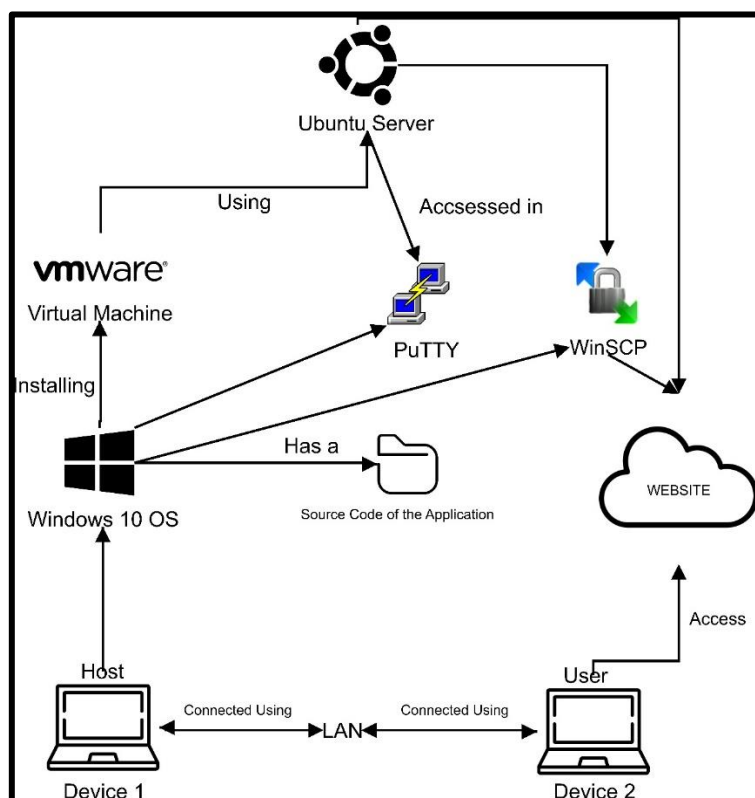 Ubuntu Server
Using
Accsessed in
vmware®
Virtual Machine
PuTTY
WinSCP
Installing
Has a
WEBSITE
Windows 10 OS
Source Code of the Application
Access
Host
User
Connected Using
LAN
Connected Using
Device 1
Device 2